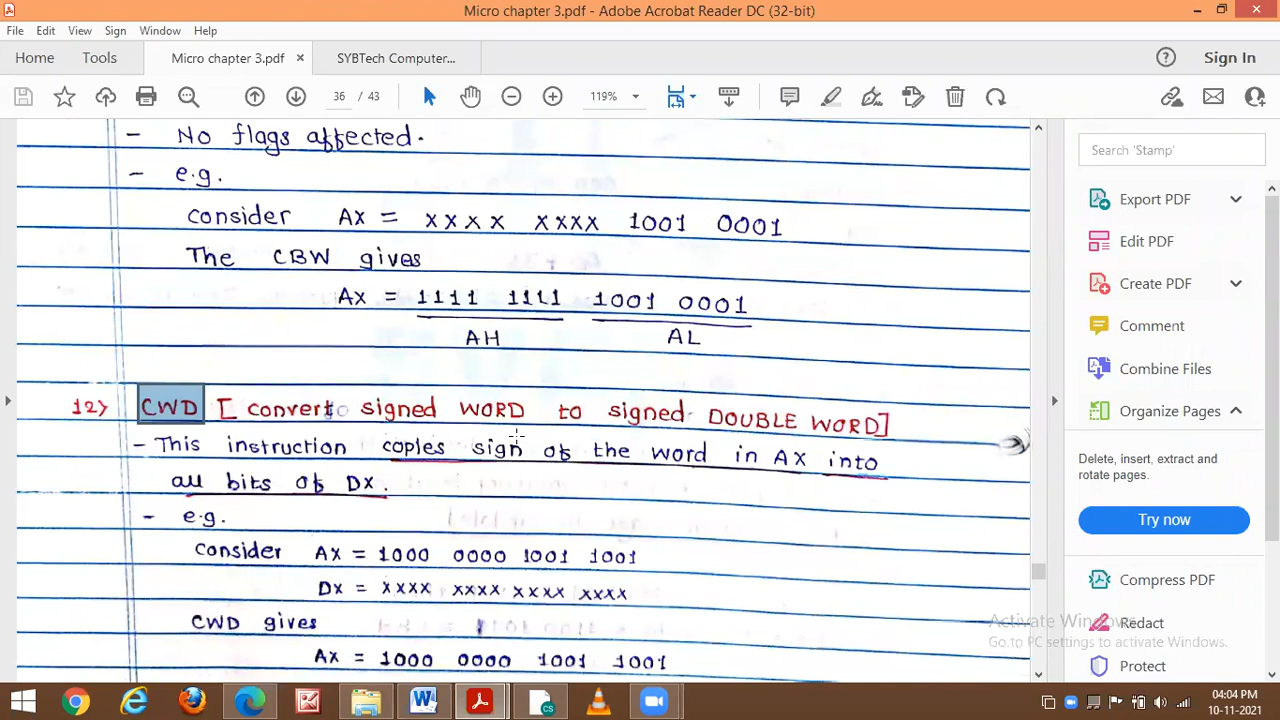 Micro chapter 3.pdf - Adobe Acrobat Reader DC (32-bit)
File Edit View Sign Window Help
Home Tools Micro chapter 3.pdf × SYBTech Computer... Sign In
36 / 43 119%
- No flags affected.
- e.g.
consider AX = XXXX XXXX 1001 0001
The CBW gives
AX = 1111 1111 1001 0001
AH AL
12) CWD [convert signed WORD to signed DOUBLE WORD]
- This instruction copies sign of the word in AX into
all bits of DX.
- e.g.
consider AX = 1000 0000 1001 1001
DX = XXXX XXXX XXXX XXXX
CWD gives
AX = 1000 0000 1001 1001
Search 'Stamp'
Export PDF
Edit PDF
Create PDF
Comment
Combine Files
Organize Pages
Delete, insert, extract and
rotate pages.
Try now
Compress PDF
Redact
Protect
Activate Windows
Go to PC settings to activate Windows.
04:04 PM
10-11-2021